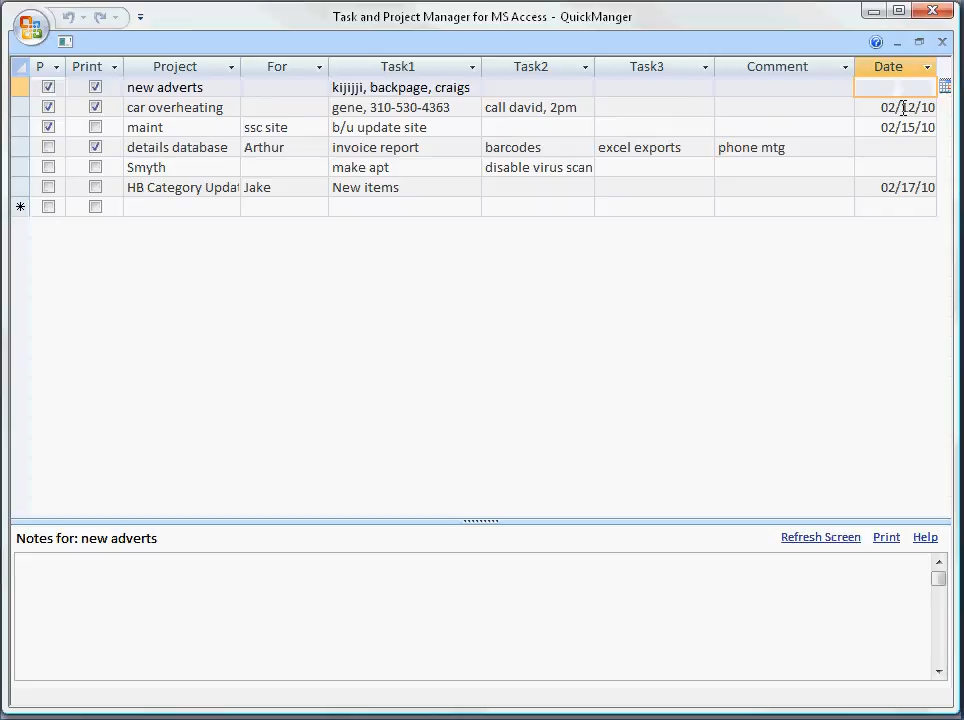 Task and Project Manager for MS Access - QuickManger
P Print Project For Task1 Task2 Task3 Comment Date
new adverts kijijji, backpage, craigs
car overheating gene, 310-530-4363 call david, 2pm 02/12/10
maint ssc site b/u update site 02/15/10
details database Arthur invoice report barcodes excel exports phone mtg
Smyth make apt disable virus scan
HB Category Updat Jake New items 02/17/10
Notes for: new adverts Refresh Screen Print Help